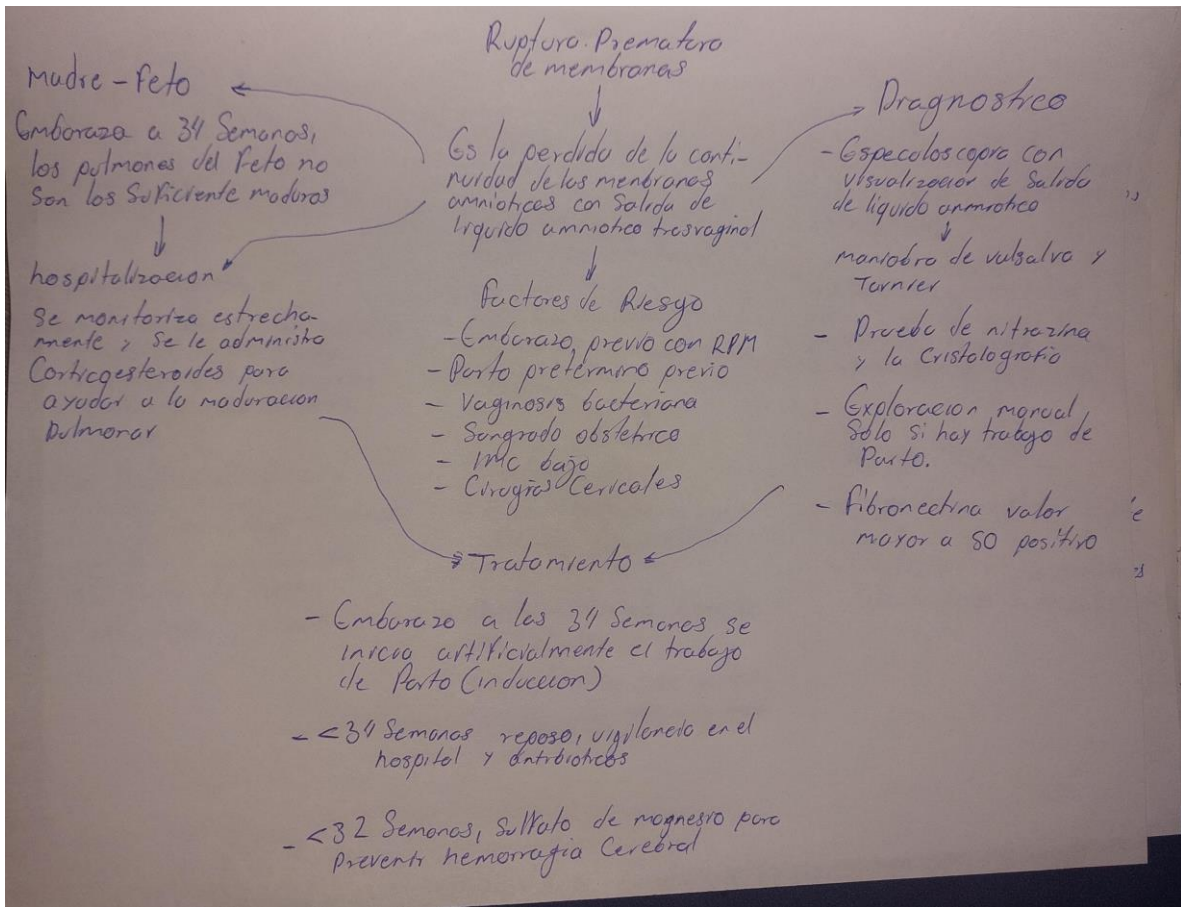 Ruptura Prematura
de membranas
Madre - Feto
Embarazo a 34 Semanas,
los pulmones del Feto no
Son los Suficiente maduros
hospitalizacion
Se monitoriza estrecha-
mente y Se le administra
Corticoesteroides para
ayudar a la maduracion
Pulmonar
Es la perdida de la conti-
nuidad de las menbranas
amnioticas con Salida de
liquido amniotico trasvaginal
Factores de Riesgo
- Embarazo previo con RPM
- Parto pretermino previo
- Vaginosis bacteriana
- Sangrado obstetrico
- IMC bajo
- Cirugias Cervicales
Diagnostico
- Especuloscopia con
visualizacion de Salida
de liquido amniotico
maniobra de valsalva y
Tarnier
- Prueba de nitrazina
y la Cristalografia
- Exploracion manual
Solo Si hay trabajo de
Parto.
- Fibronectina valor
mayor a 50 positivo
Tratamiento
- Embarazo a las 34 Semanas Se
inicia artificialmente el trabajo
de Parto (induccion)
- <34 Semanas reposo, vigilancia en el
hospital y antibioticos
- <32 Semanas, Sulfato de magnesio para
Prevenir hemorragia Cerebral